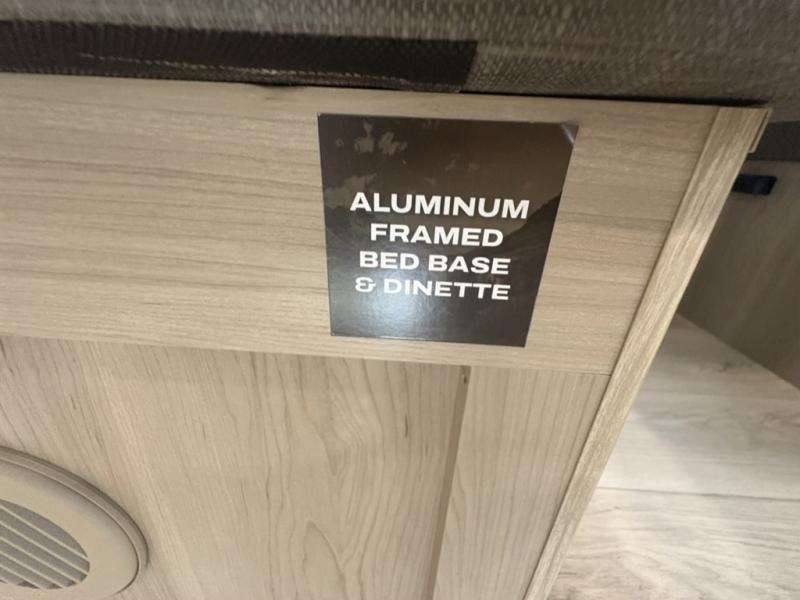 ALUMINUM
FRAMED
BED BASE
& DINETTE